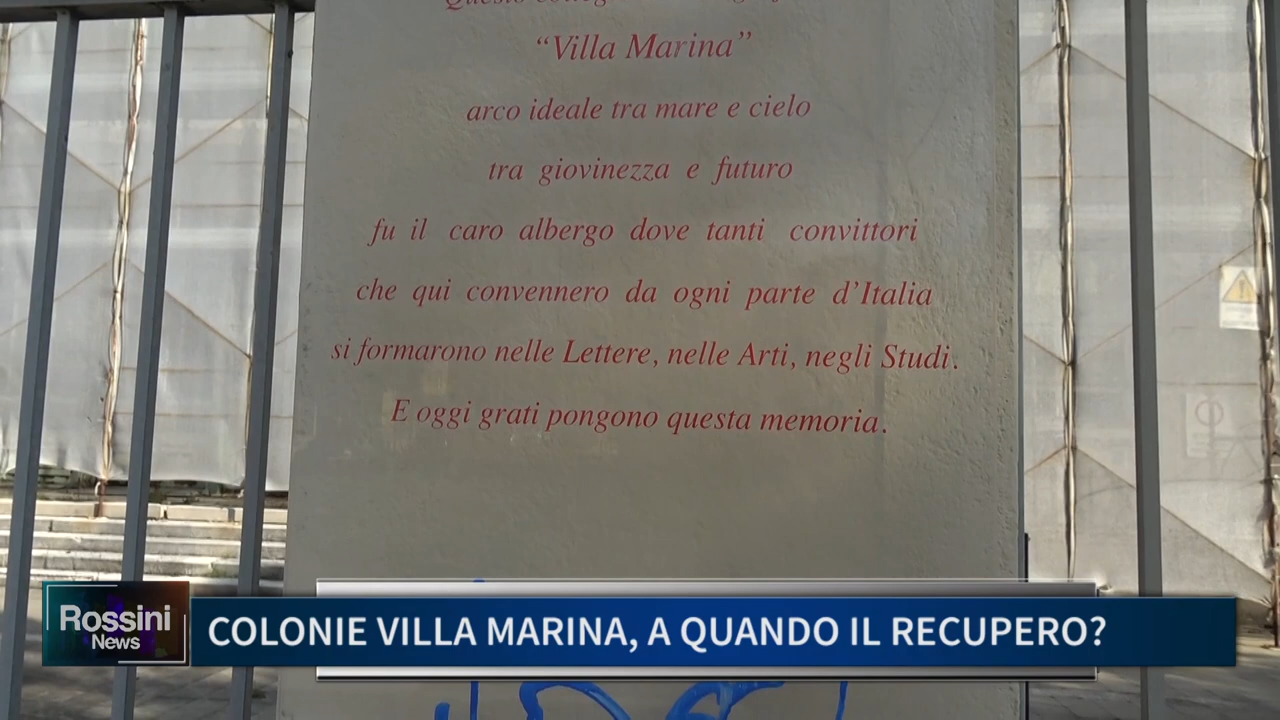 Questo
"Villa Marina"
arco ideale tra mare e cielo
tra giovinezza e futuro
fu il caro albergo dove tanti convittori
che qui convennero da ogni parte d'Italia
si formarono nelle Lettere, nelle Arti, negli Studi.
E oggi grati pongono questa memoria.
Rossini
News
COLONIE VILLA MARINA, A QUANDO IL RECUPERO?